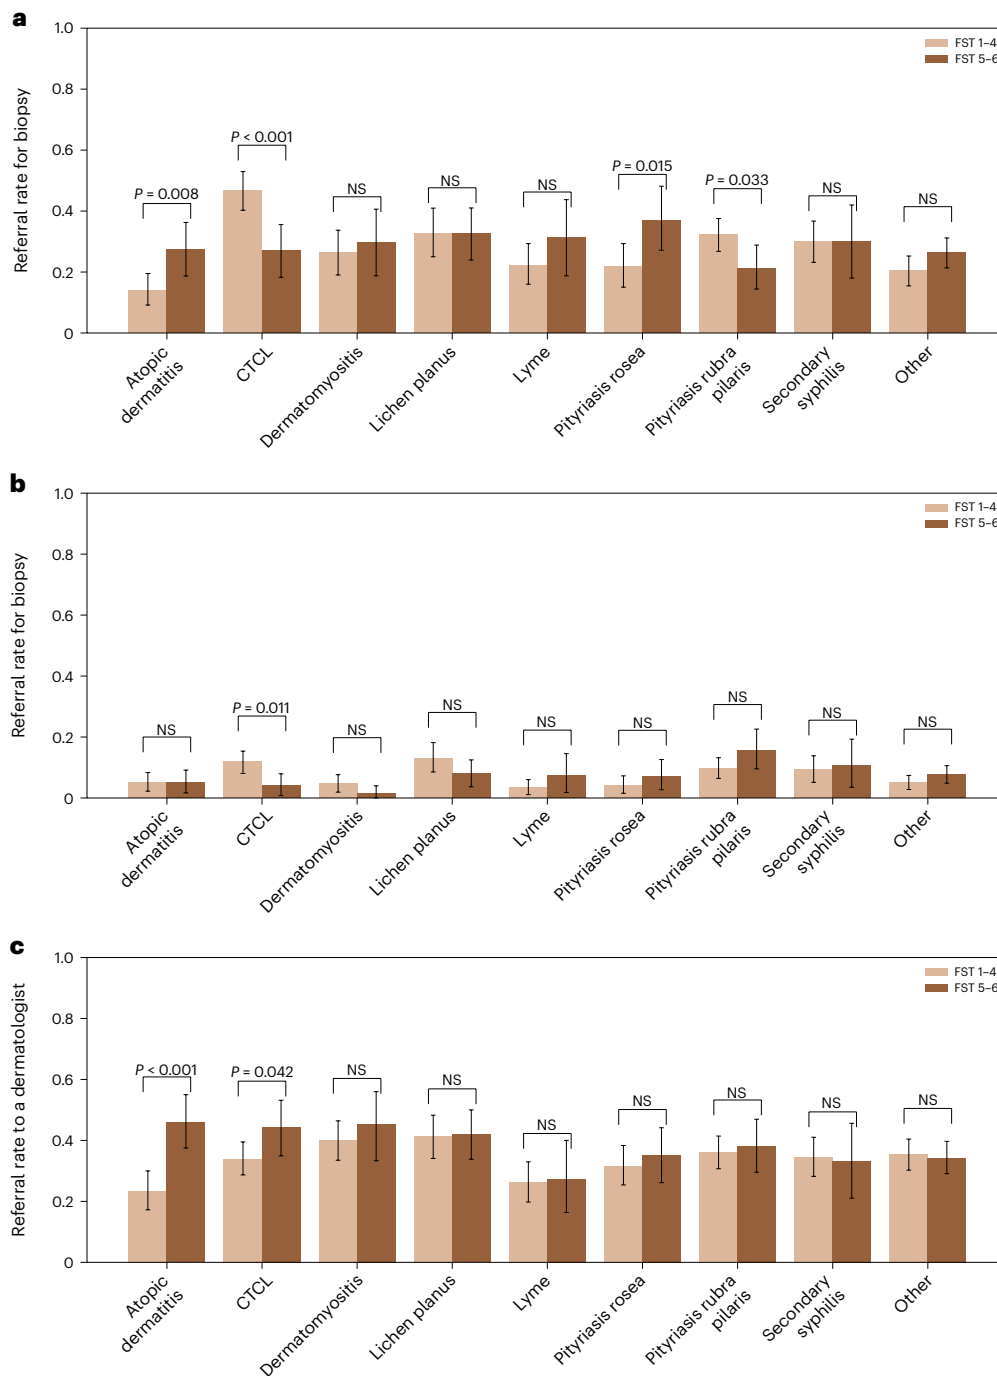 a
1.0
FST 1–4
FST 5–6
0.8
Referral rate for biopsy
0.6
P < 0.001
P = 0.008
NS
NS
NS
P = 0.015
P = 0.033
NS
NS
0.4
0.2
0
Atopic
dermatitis
CTCL
Dermatomyositis
Lichen planus
Lyme
Pityriasis rosea
Pityriasis rubra
pilaris
Secondary
syphilis
Other
b
1.0
FST 1–4
FST 5–6
0.8
Referral rate for biopsy
0.6
0.4
NS
P = 0.011
NS
NS
NS
NS
NS
NS
NS
0.2
0
Atopic
dermatitis
CTCL
Dermatomyositis
Lichen planus
Lyme
Pityriasis rosea
Pityriasis rubra
pilaris
Secondary
syphilis
Other
c
1.0
FST 1–4
FST 5–6
0.8
Referral rate to a dermatologist
0.6
P < 0.001
P = 0.042
NS
NS
NS
NS
NS
NS
NS
0.4
0.2
0
Atopic
dermatitis
CTCL
Dermatomyositis
Lichen planus
Lyme
Pityriasis rosea
Pityriasis rubra
pilaris
Secondary
syphilis
Other